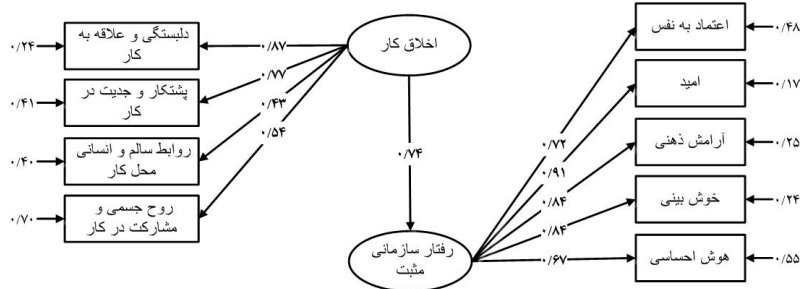 اخلاق کار
اعتماد به نفس
۰/۴۸
دلبستگی و علاقه به
کار
۰/۲۴
۰/۸۷
امید
۰/۱۷
پشتکار و جدیت در
کار
۰/۴۱
۰/۷۷
آرامش ذهنی
۰/۲۵
روابط سالم و انسانی
محل کار
۰/۴۰
۰/۴۳
خوش بینی
۰/۲۴
روح جسمی و
مشارکت در کار
۰/۷۰
۰/۵۴
هوش احساسی
۰/۵۵
۰/۷۴
رفتار سازمانی
مثبت
۰/۷۲
۰/۹۱
۰/۸۴
۰/۸۴
۰/۶۷